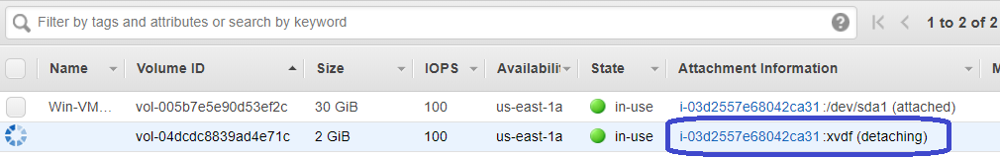 Filter by tags and attributes or search by keyword
1 to 2 of 2
Name Volume ID Size IOPS Availabili State Attachment Information M
Win-VM... vol-005b7e5e90d53ef2c 30 GiB 100 us-east-1a in-use i-03d2557e68042ca31:/dev/sda1 (attached)
vol-04dcdc8839ad4e71c 2 GiB 100 us-east-1a in-use i-03d2557e68042ca31:xvdf (detaching)